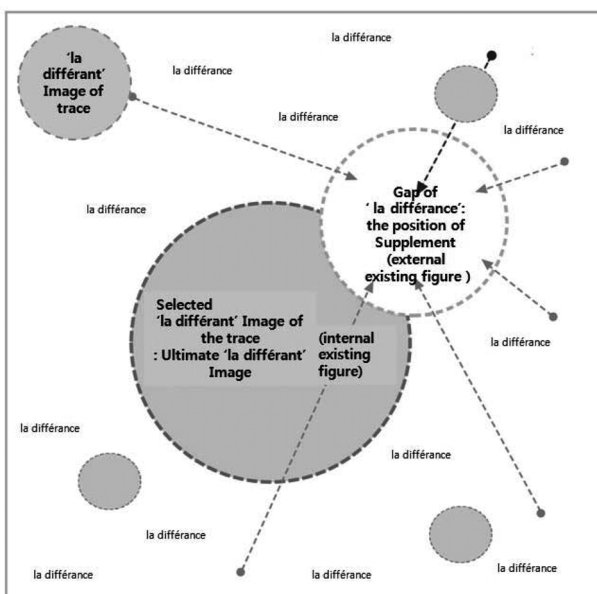 la différance
'la
différant'
Image of
trace
la différance
la différance
la différance
la différance
Gap of
' la différance':
the position of
Supplement
(external
existing figure )
Selected
'la différant' Image of
the trace
: Ultimate 'la différant'
Image
(internal
existing
figure)
la différance
la différance
la différance
la différance
la différance
la différance
la différance